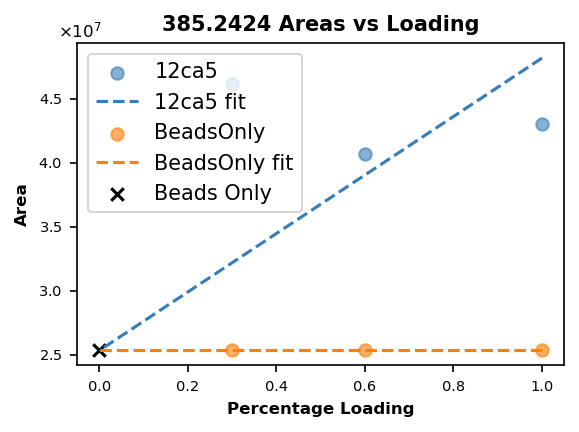 385.2424 Areas vs Loading
×10⁷
12ca5
12ca5 fit
BeadsOnly
BeadsOnly fit
Beads Only
4.5
4.0
3.5
3.0
2.5
Area
0.0 0.2 0.4 0.6 0.8 1.0
Percentage Loading